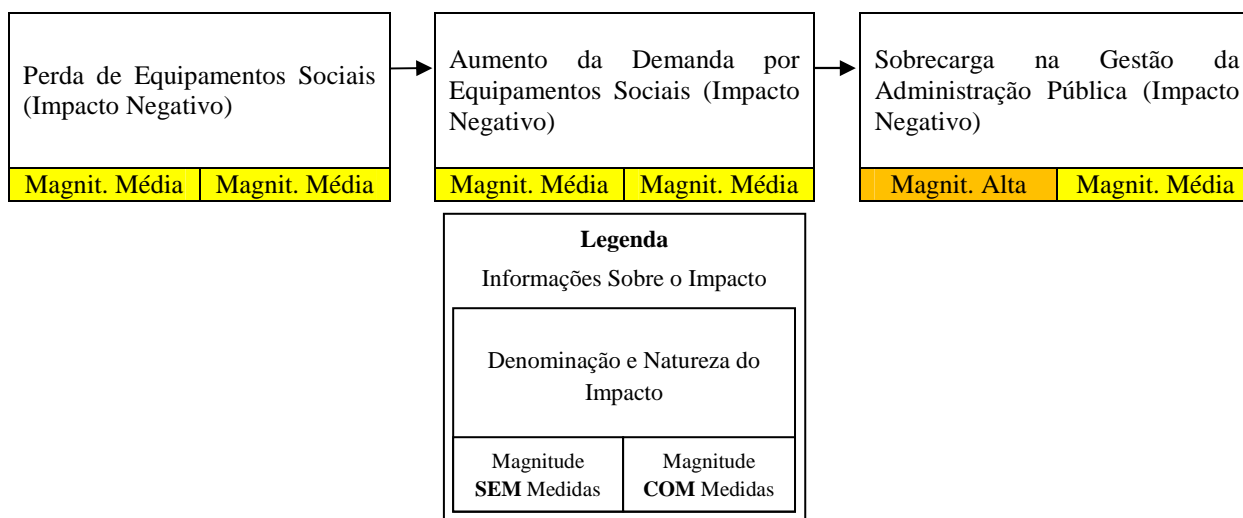 Perda de Equipamentos Sociais
(Impacto Negativo)
Magnit. Média
Magnit. Média
Aumento da Demanda por
Equipamentos Sociais (Impacto
Negativo)
Magnit. Média
Magnit. Média
Sobrecarga na Gestão da
Administração Pública (Impacto
Negativo)
Magnit. Alta
Magnit. Média
Legenda
Informações Sobre o Impacto
Denominação e Natureza do
Impacto
Magnitude
SEM Medidas
Magnitude
COM Medidas